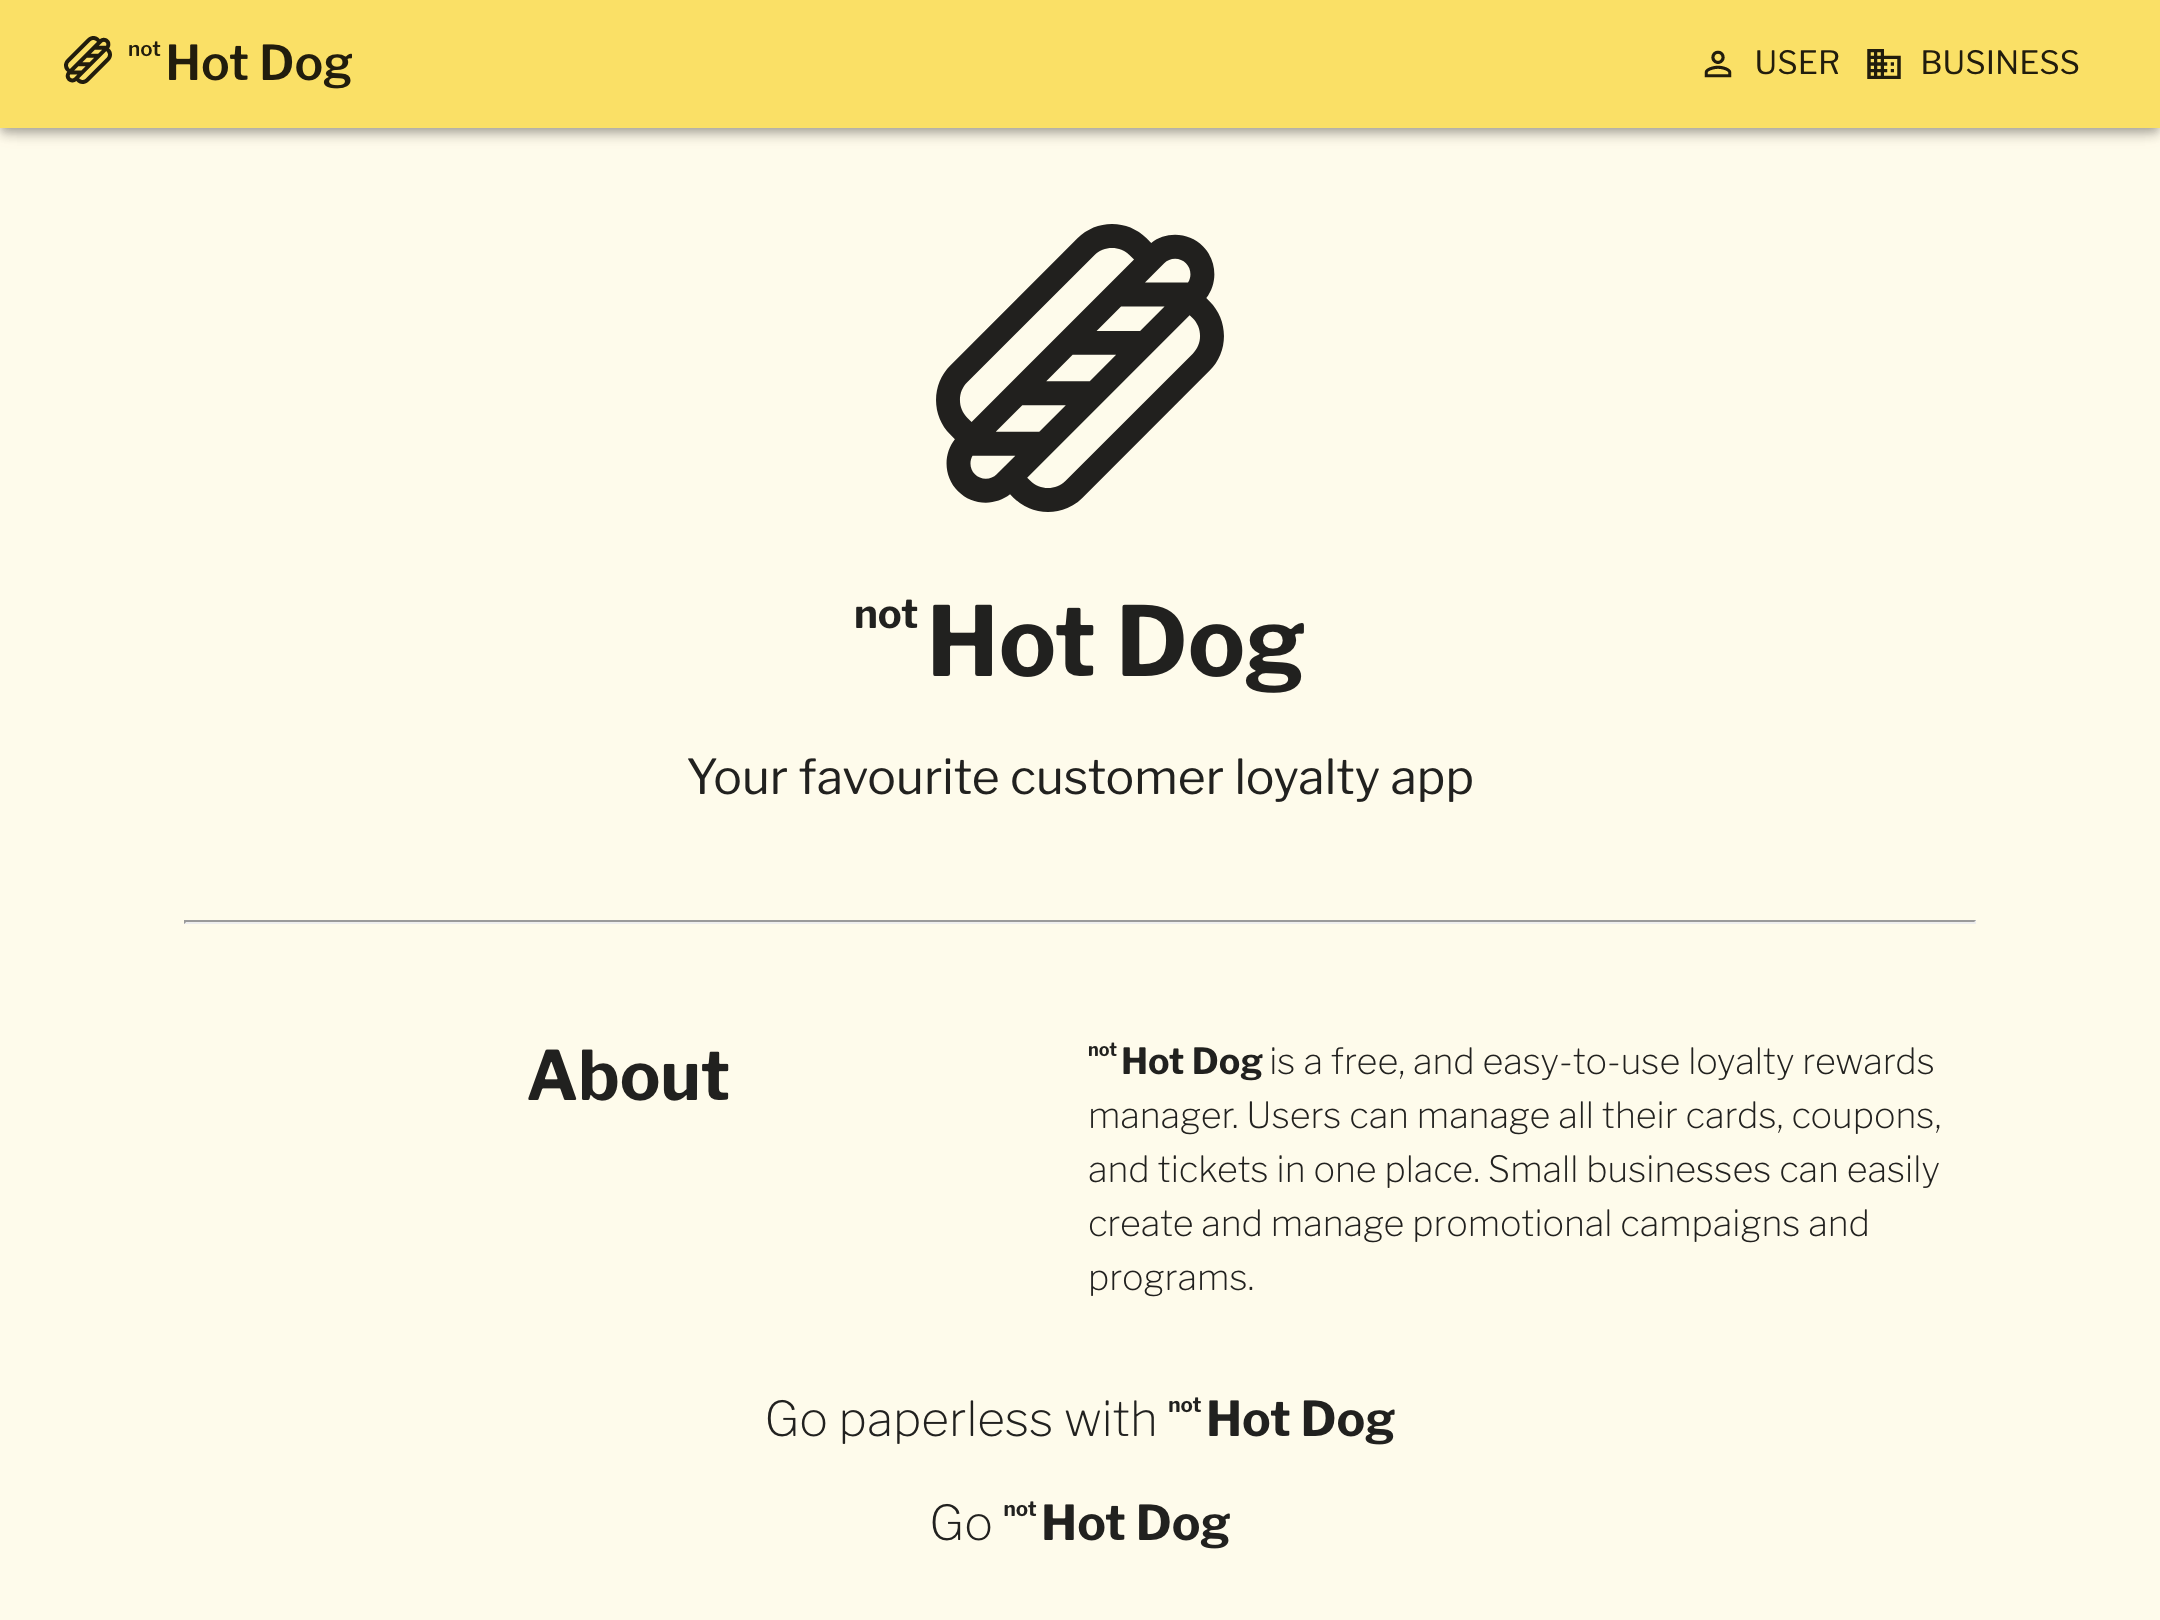 not Hot Dog
USER
BUSINESS
not Hot Dog
Your favourite customer loyalty app
About
not Hot Dog is a free, and easy-to-use loyalty rewards
manager. Users can manage all their cards, coupons,
and tickets in one place. Small businesses can easily
create and manage promotional campaigns and
programs.
Go paperless with not Hot Dog
Go not Hot Dog